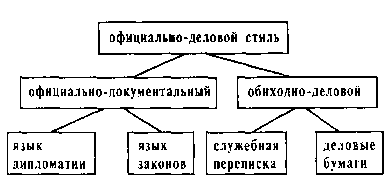 официально-деловой стиль
официально-документальный
обиходно-деловой
язык
дипломатии
язык
законов
служебная
переписка
деловые
бумаги